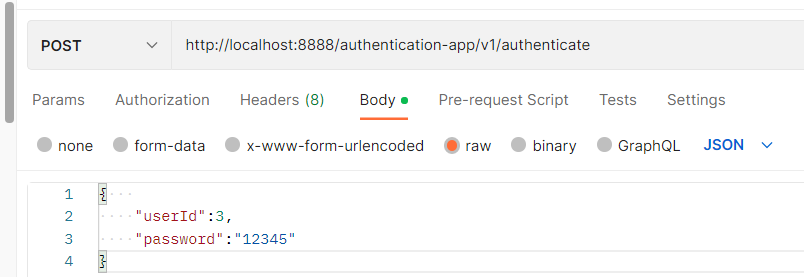 POST http://localhost:8888/authentication-app/v1/authenticate
Params Authorization Headers (8) Body Pre-request Script Tests Settings
none form-data x-www-form-urlencoded raw binary GraphQL JSON
1 {
2 "userId":3,
3 "password":"12345"
4 }